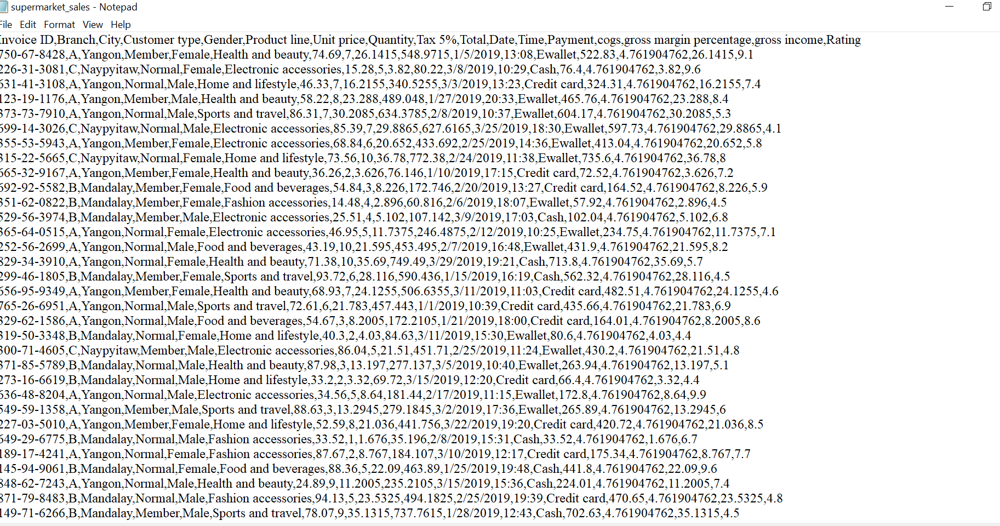 supermarket_sales - Notepad
File Edit Format View Help
Invoice ID,Branch,City,Customer type,Gender,Product line,Unit price,Quantity,Tax 5%,Total,Date,Time,Payment,cogs,gross margin percentage,gross income,Rating
750-67-8428,A,Yangon,Member,Female,Health and beauty,74.69,7,26.1415,548.9715,1/5/2019,13:08,Ewallet,522.83,4.761904762,26.1415,9.1
226-31-3081,C,Naypyitaw,Normal,Female,Electronic accessories,15.28,5,3.82,80.22,3/8/2019,10:29,Cash,76.4,4.761904762,3.82,9.6
631-41-3108,A,Yangon,Normal,Male,Home and lifestyle,46.33,7,16.2155,340.5255,3/3/2019,13:23,Credit card,324.31,4.761904762,16.2155,7.4
123-19-1176,A,Yangon,Member,Male,Health and beauty,58.22,8,23.288,489.048,1/27/2019,20:33,Ewallet,465.76,4.761904762,23.288,8.4
373-73-7910,A,Yangon,Normal,Male,Sports and travel,86.31,7,30.2085,634.3785,2/8/2019,10:37,Ewallet,604.17,4.761904762,30.2085,5.3
699-14-3026,C,Naypyitaw,Normal,Male,Electronic accessories,85.39,7,29.8865,627.6165,3/25/2019,18:30,Ewallet,597.73,4.761904762,29.8865,4.1
355-53-5943,A,Yangon,Member,Female,Electronic accessories,68.84,6,20.652,433.692,2/25/2019,14:36,Ewallet,413.04,4.761904762,20.652,5.8
315-22-5665,C,Naypyitaw,Normal,Female,Home and lifestyle,73.56,10,36.78,772.38,2/24/2019,11:38,Ewallet,735.6,4.761904762,36.78,8
665-32-9167,A,Yangon,Member,Female,Health and beauty,36.26,2,3.626,76.146,1/10/2019,17:15,Credit card,72.52,4.761904762,3.626,7.2
692-92-5582,B,Mandalay,Member,Female,Food and beverages,54.84,3,8.226,172.746,2/20/2019,13:27,Credit card,164.52,4.761904762,8.226,5.9
351-62-0822,B,Mandalay,Member,Female,Fashion accessories,14.48,4,2.896,60.816,2/6/2019,18:07,Ewallet,57.92,4.761904762,2.896,4.5
529-56-3974,B,Mandalay,Member,Male,Electronic accessories,25.51,4,5.102,107.142,3/9/2019,17:03,Cash,102.04,4.761904762,5.102,6.8
365-64-0515,A,Yangon,Normal,Female,Electronic accessories,46.95,5,11.7375,246.4875,2/12/2019,10:25,Ewallet,234.75,4.761904762,11.7375,7.1
252-56-2699,A,Yangon,Normal,Male,Food and beverages,43.19,10,21.595,453.495,2/7/2019,16:48,Ewallet,431.9,4.761904762,21.595,8.2
829-34-3910,A,Yangon,Normal,Female,Health and beauty,71.38,10,35.69,749.49,3/29/2019,19:21,Cash,713.8,4.761904762,35.69,5.7
299-46-1805,B,Mandalay,Member,Female,Sports and travel,93.72,6,28.116,590.436,1/15/2019,16:19,Cash,562.32,4.761904762,28.116,4.5
656-95-9349,A,Yangon,Member,Female,Health and beauty,68.93,7,24.1255,506.6355,3/11/2019,11:03,Credit card,482.51,4.761904762,24.1255,4.6
765-26-6951,A,Yangon,Normal,Male,Sports and travel,72.61,6,21.783,457.443,1/1/2019,10:39,Credit card,435.66,4.761904762,21.783,6.9
329-62-1586,A,Yangon,Normal,Male,Food and beverages,54.67,3,8.2005,172.2105,1/21/2019,18:00,Credit card,164.01,4.761904762,8.2005,8.6
319-50-3348,B,Mandalay,Normal,Female,Home and lifestyle,40.3,2,4.03,84.63,3/11/2019,15:30,Ewallet,80.6,4.761904762,4.03,4.4
300-71-4605,C,Naypyitaw,Member,Male,Electronic accessories,86.04,5,21.51,451.71,2/25/2019,11:24,Ewallet,430.2,4.761904762,21.51,4.8
371-85-5789,B,Mandalay,Normal,Male,Health and beauty,87.98,3,13.197,277.137,3/5/2019,10:40,Ewallet,263.94,4.761904762,13.197,5.1
273-16-6619,B,Mandalay,Normal,Male,Home and lifestyle,33.2,2,3.32,69.72,3/15/2019,12:20,Credit card,66.4,4.761904762,3.32,4.4
636-48-8204,A,Yangon,Normal,Male,Electronic accessories,34.56,5,8.64,181.44,2/17/2019,11:15,Ewallet,172.8,4.761904762,8.64,9.9
549-59-1358,A,Yangon,Member,Male,Sports and travel,88.63,3,13.2945,279.1845,3/2/2019,17:36,Ewallet,265.89,4.761904762,13.2945,6
227-03-5010,A,Yangon,Member,Female,Home and lifestyle,52.59,8,21.036,441.756,3/22/2019,19:20,Credit card,420.72,4.761904762,21.036,8.5
649-29-6775,B,Mandalay,Normal,Male,Fashion accessories,33.52,1,1.676,35.196,2/8/2019,15:31,Cash,33.52,4.761904762,1.676,6.7
189-17-4241,A,Yangon,Normal,Female,Fashion accessories,87.67,2,8.767,184.107,3/10/2019,12:17,Credit card,175.34,4.761904762,8.767,7.7
145-94-9061,B,Mandalay,Normal,Female,Food and beverages,88.36,5,22.09,463.89,1/25/2019,19:48,Cash,441.8,4.761904762,22.09,9.6
848-62-7243,A,Yangon,Normal,Male,Health and beauty,24.89,9,11.2005,235.2105,3/15/2019,15:36,Cash,224.01,4.761904762,11.2005,7.4
871-79-8483,B,Mandalay,Normal,Male,Fashion accessories,94.13,5,23.5325,494.1825,2/25/2019,19:39,Credit card,470.65,4.761904762,23.5325,4.8
149-71-6266,B,Mandalay,Member,Male,Sports and travel,78.07,9,35.1315,737.7615,1/28/2019,12:43,Cash,702.63,4.761904762,35.1315,4.5